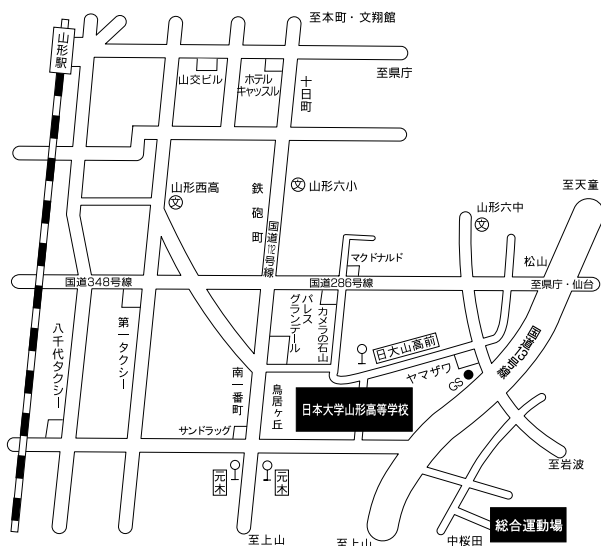 至本町・文翔館
山形駅
至県庁
山交ビル
ホテル
キャッスル
十日町
山形西高
文
鉄砲町
文
山形六小
至天童
山形六中
文
国道112号線
マクドナルド
松山
国道348号線
国道286号線
至県庁・仙台
八千代タクシー
第一タクシー
パレス
グランデール
カメラの石山
日大山高前
国道13号線
ヤマザワ
GS
南一番町
鳥居ヶ丘
日本大学山形高等学校
サンドラッグ
元木
元木
至岩波
総合運動場
至上山
至上山
中桜田